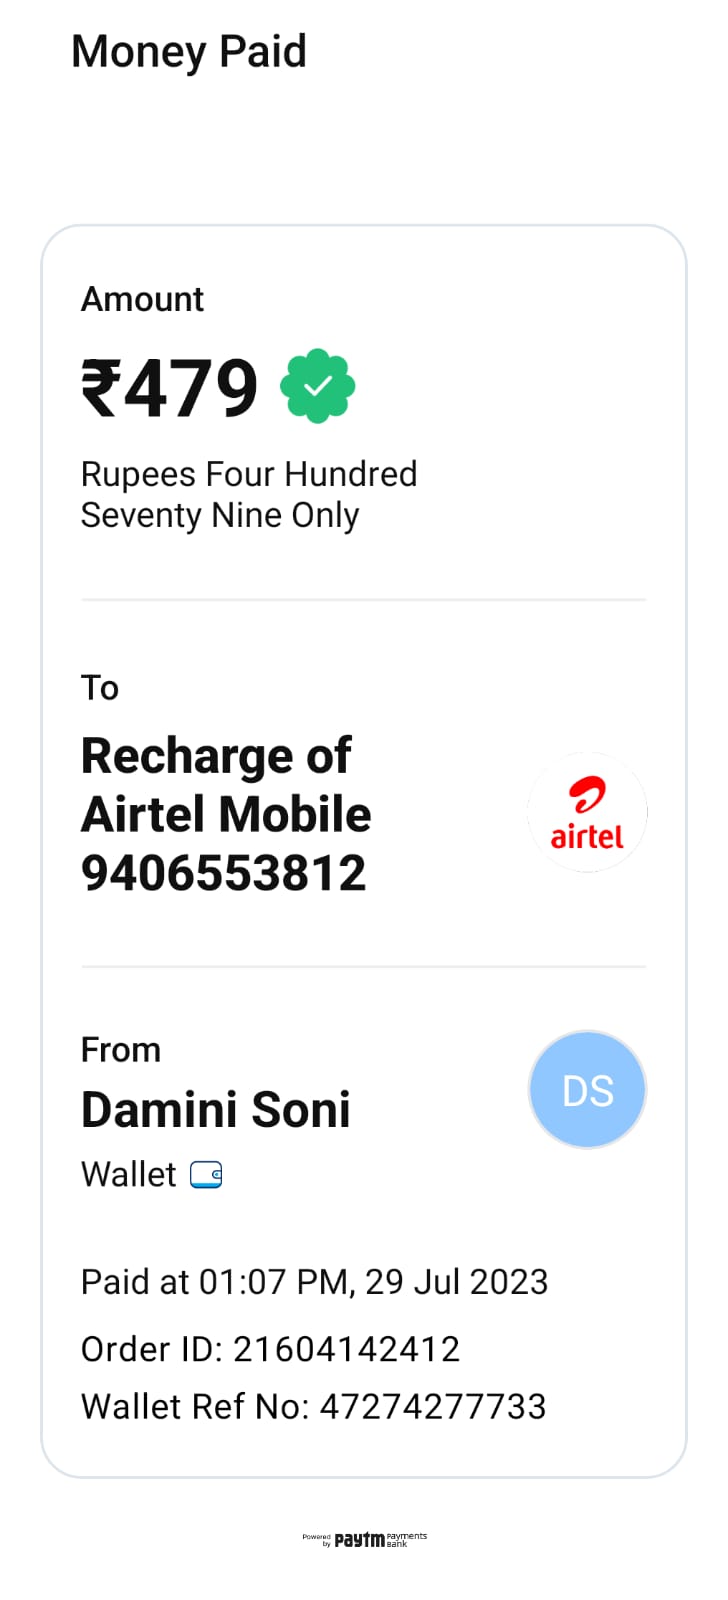 Money Paid
Amount
₹479
Rupees Four Hundred
Seventy Nine Only
To
Recharge of
Airtel Mobile
9406553812
airtel
From
Damini Soni
DS
Wallet
Paid at 01:07 PM, 29 Jul 2023
Order ID: 21604142412
Wallet Ref No: 47274277733
Powered by paytm Payments Bank